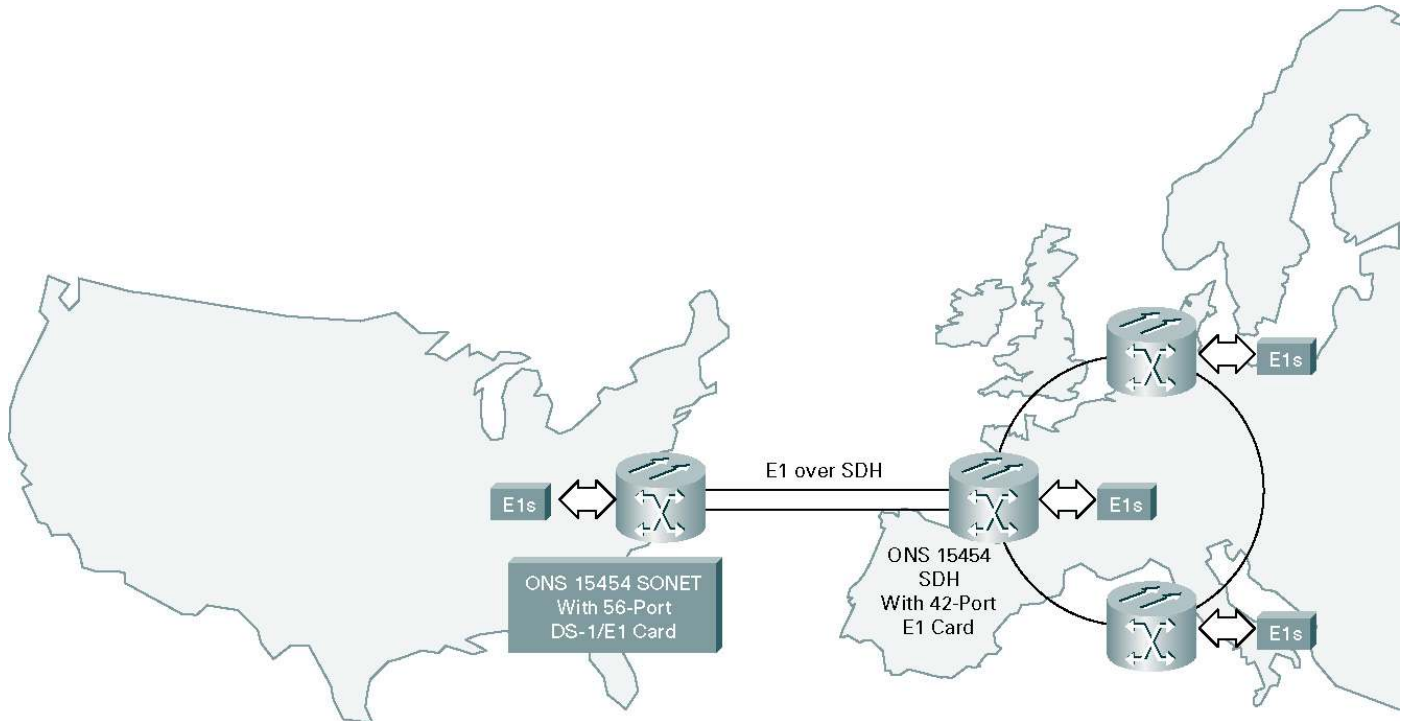 E1s
E1 over SDH
E1s
E1s
ONS 15454 SONET
With 56-Port
DS-1/E1 Card
ONS 15454
SDH
With 42-Port
E1 Card
E1s